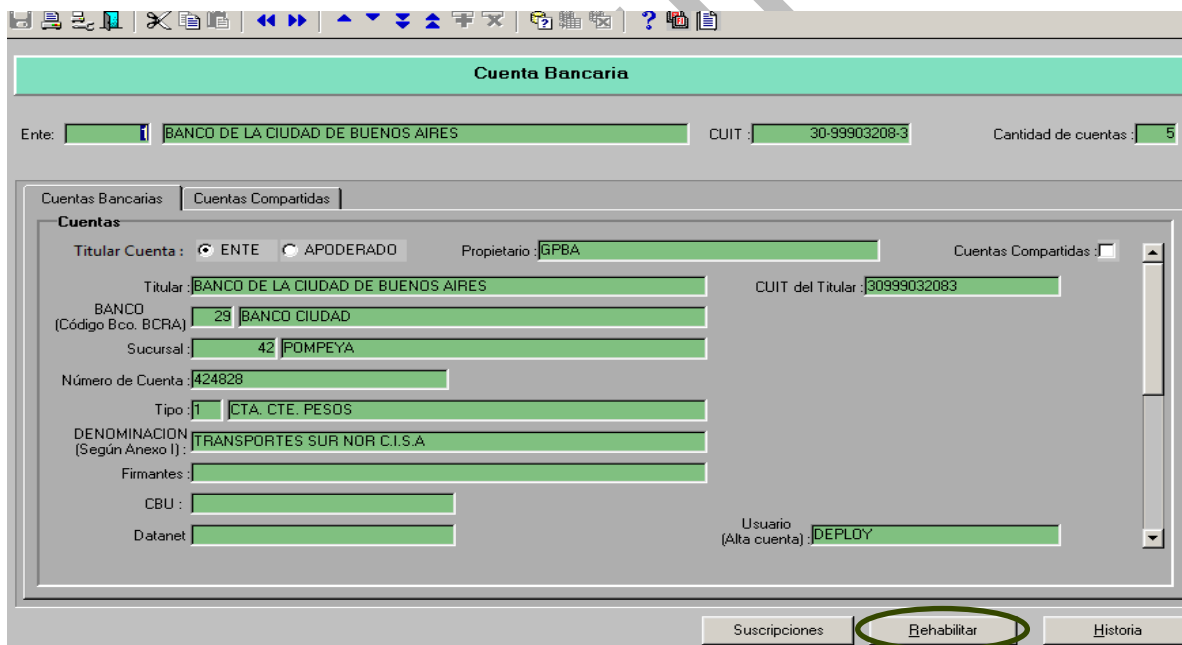 Cuenta Bancaria
Ente: 1 BANCO DE LA CIUDAD DE BUENOS AIRES CUIT : 30-99903208-3 Cantidad de cuentas : 5
Cuentas Bancarias Cuentas Compartidas
Cuentas
Titular Cuenta : ENTE APODERADO Propietario : GPBA Cuentas Compartidas :
Titular : BANCO DE LA CIUDAD DE BUENOS AIRES CUIT del Titular : 30999032083
BANCO
(Código Bco. BCRA) 29 BANCO CIUDAD
Sucursal : 42 POMPEYA
Número de Cuenta : 424828
Tipo : 1 CTA. CTE. PESOS
DENOMINACION
(Según Anexo I) : TRANSPORTES SUR NOR C.I.S.A
Firmantes :
CBU :
Datanet
Usuario
(Alta cuenta) : DEPLOY
Suscripciones Rehabilitar Historia